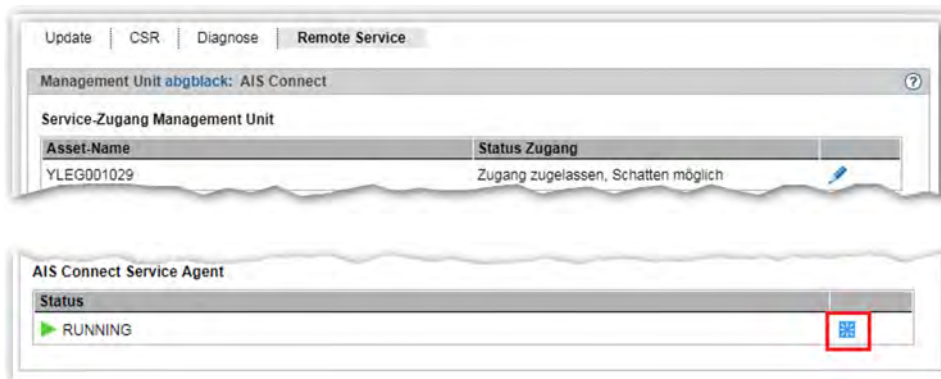 Update | CSR | Diagnose | Remote Service
Management Unit abgblack: AIS Connect ?
Service-Zugang Management Unit
Asset-Name Status Zugang
YLEG001029 Zugang zugelassen, Schatten möglich
AIS Connect Service Agent
Status
RUNNING